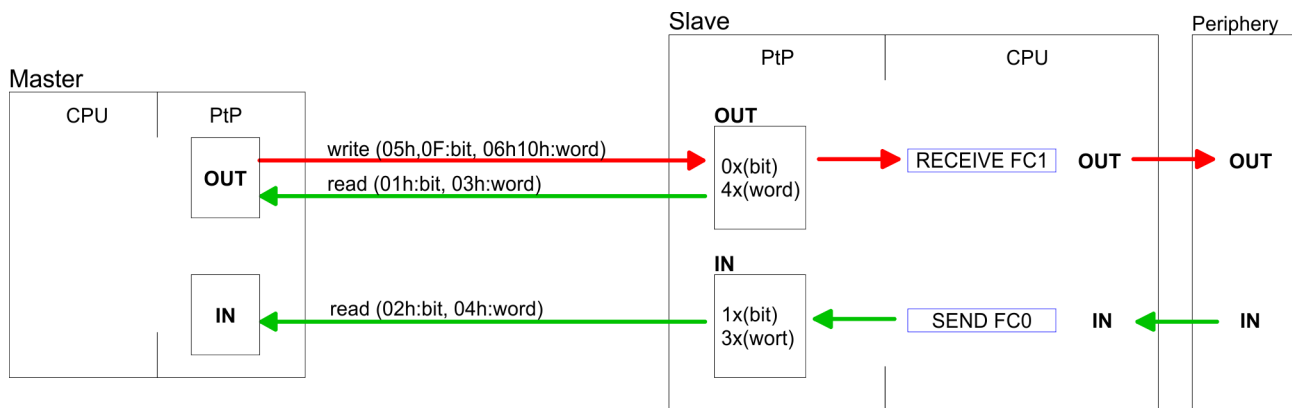 Slave
Periphery
PtP
CPU
Master
CPU
PtP
OUT
write (05h,0F:bit, 06h10h:word)
OUT
read (01h:bit, 03h:word)
0x(bit)
4x(word)
RECEIVE FC1
OUT
OUT
IN
IN
read (02h:bit, 04h:word)
1x(bit)
3x(wort)
SEND FC0
IN
IN